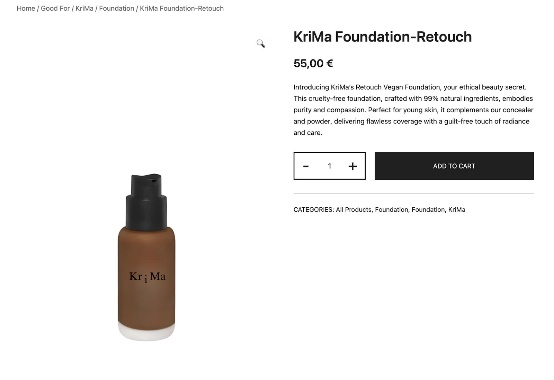 Home / Good For / KriMa / Foundation / KriMa Foundation-Retouch
KriMa Foundation-Retouch
55,00 €
Introducing KriMa's Retouch Vegan Foundation, your ethical beauty secret.
This cruelty-free foundation, crafted with 99% natural ingredients, embodies
purity and compassion. Perfect for young skin, it complements our concealer
and powder, delivering flawless coverage with a guilt-free touch of radiance
and care.
- 1 + ADD TO CART
CATEGORIES: All Products, Foundation, Foundation, KriMa
KriMa